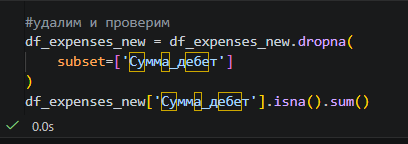 #удалим и проверим
df_expenses_new = df_expenses_new.dropna(
    subset=['Сумма_дебет']
)
df_expenses_new['Сумма_дебет'].isna().sum()
0.0s